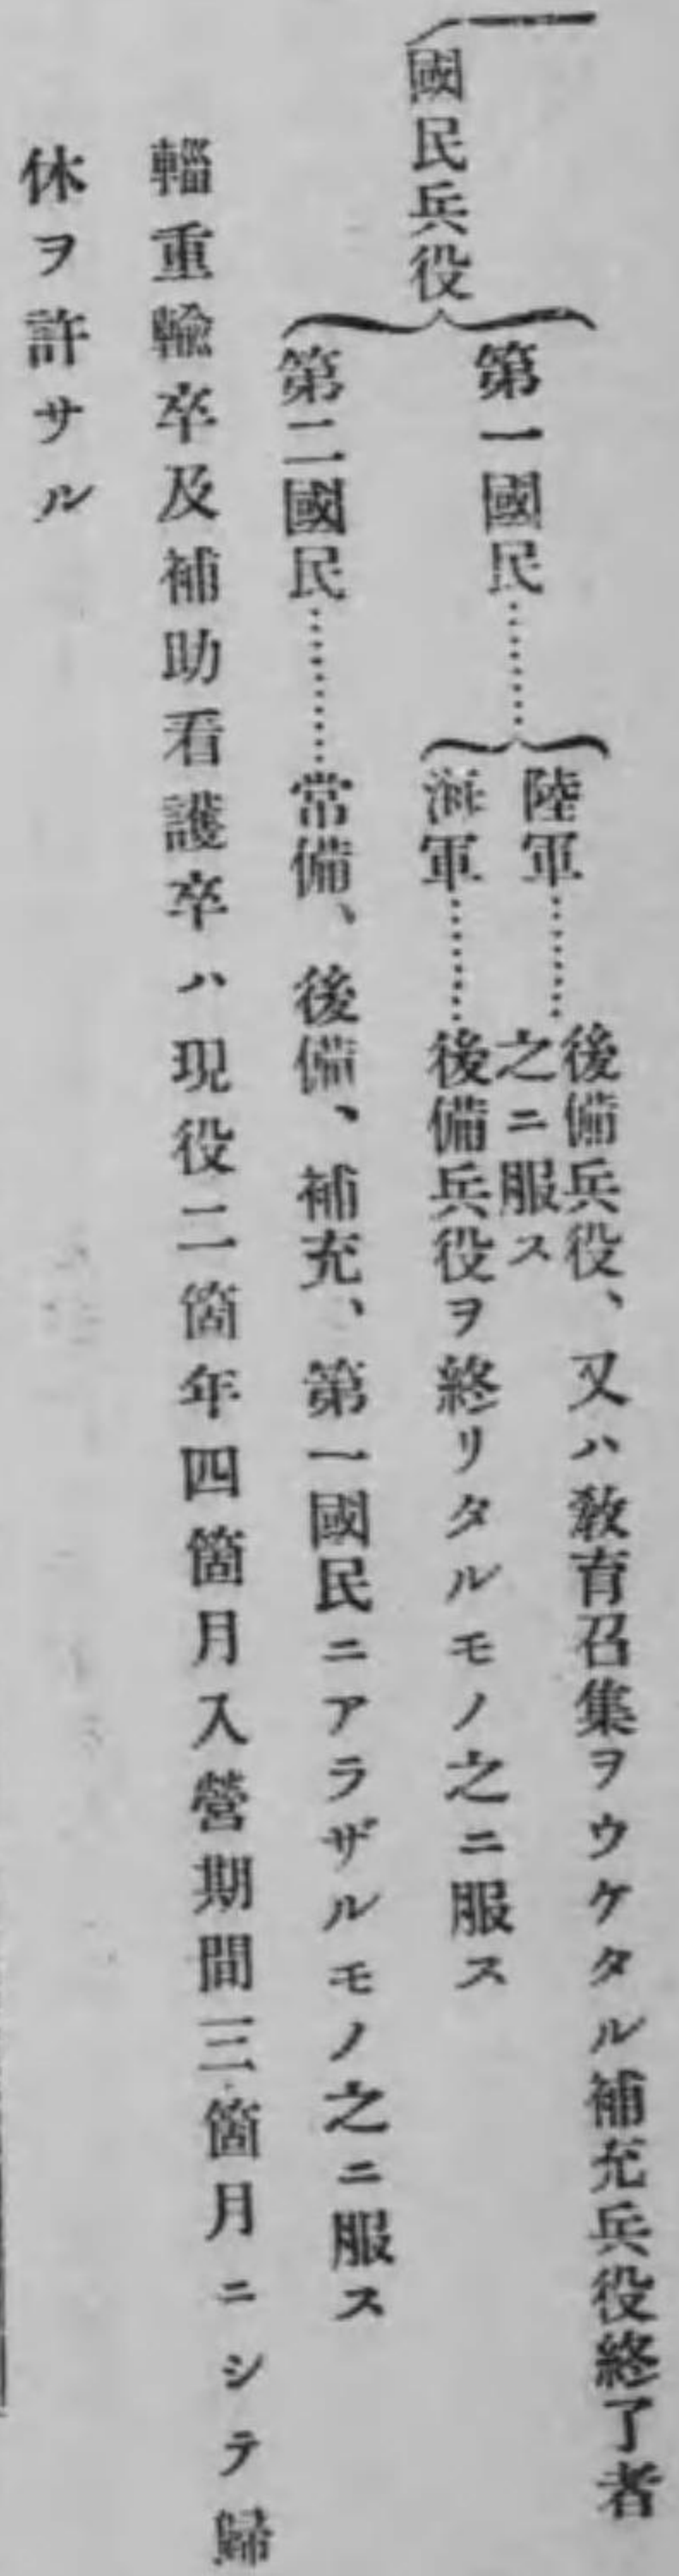 國民兵役
第一國民……
陸軍……後備兵役、又ハ敎育召集ヲウケタル補充兵役終了者
之ニ服ス
海軍……後備兵役ヲ終リタルモノ之ニ服ス
第二國民……常備、後備、補充、第一國民ニアラザルモノ之ニ服ス
輜重輸卒及補助看護卒ハ現役二箇年四箇月入營期間三箇月ニシテ歸
休ヲ許サル